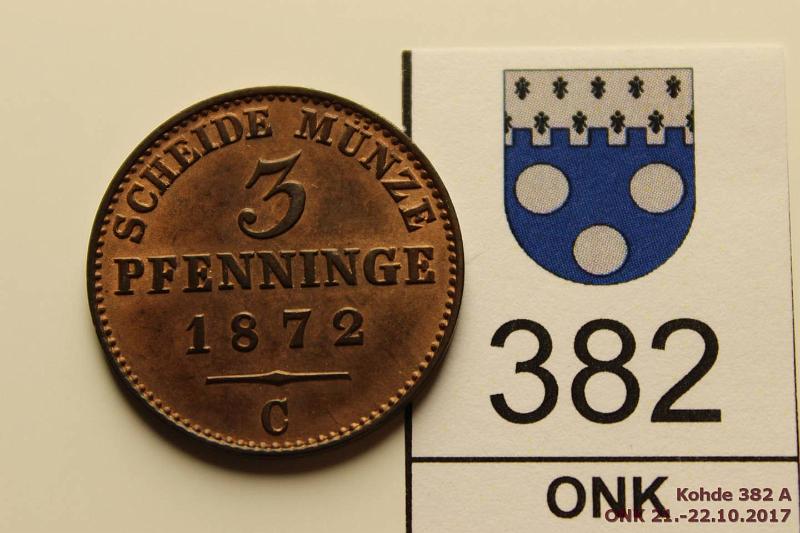 SCHEIDE MÜNZE
3
PFENNINGE
1872
C
382
ONK
Kohde 382 A
ONK 21.-22.10.2017